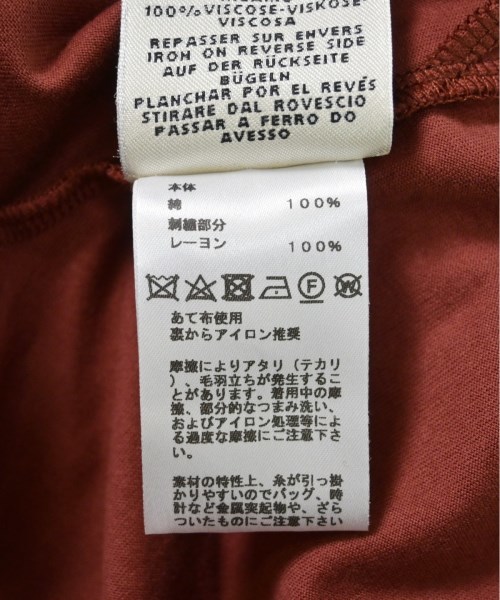 100%VISCOSE-VISKOSE-
VISCOSA
REPASSER SUR ENVERS
IRON ON REVERSE SIDE
AUF DER RÜCKSEITE
BÜGELN
PLANCHAR POR EL REVÉS
STIRARE DAL ROVESCIO
PASSAR A FERRO DO
AVESSO
本体
綿 100%
刺繍部分
レーヨン 100%
F W
あて布使用
裏からアイロン推奨
摩擦によりアタリ（テカリ
）、毛羽立ちが発生するこ
とがあります。着用中の摩
擦、部分的なつまみ洗い、
およびアイロン処理等によ
る過度な摩擦にご注意下さ
い。
素材の特性上、糸が引っ掛
かりやすいのでバッグ、時
計など金属突起物や、ざら
ついたものにご注意下さい